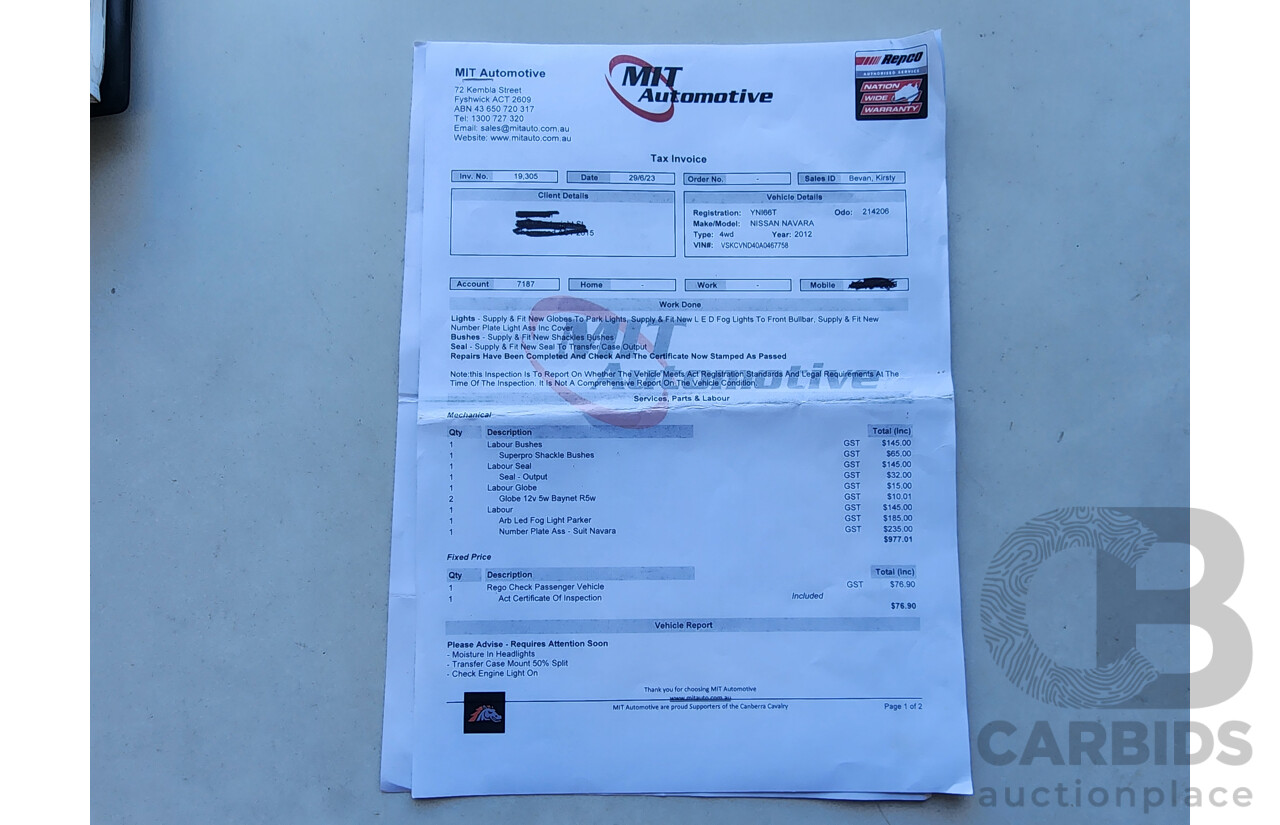 MIT Automotive
72 Kembla Street
Fyshwick ACT 2609
ABN 43 650 720 317
Tel: 1300 727 320
Email: sales@mitauto.com.au
Website: www.mitauto.com.au
MIT
Automotive
Repco
AUTHORISED SERVICE
NATION
WIDE
WARRANTY
Tax Invoice
Inv. No. 19,305 Date 29/6/23 Order No. - Sales ID Bevan, Kirsty
Client Details Vehicle Details
Registration: YNI66T Odo: 214206
Make/Model: NISSAN NAVARA
Type: 4wd Year: 2012
VIN#: VSKCVND40A0467758
Account 7187 Home - Work - Mobile
Work Done
Lights - Supply & Fit New Globes To Park Lights, Supply & Fit New L E D Fog Lights To Front Bullbar, Supply & Fit New
Number Plate Light Ass Inc Cover
Bushes - Supply & Fit New Shackles Bushes
Seal - Supply & Fit New Seal To Transfer Case Output
Repairs Have Been Completed And Check And The Certificate Now Stamped As Passed
Note:this Inspection Is To Report On Whether The Vehicle Meets Act Registration Standards And Legal Requirements At The
Time Of The Inspection. It Is Not A Comprehensive Report On The Vehicle Condition
MIT
Automotive
Services, Parts & Labour
Mechanical
Qty Description Total (Inc)
1 Labour Bushes GST $145.00
1 Superpro Shackle Bushes GST $65.00
1 Labour Seal GST $145.00
1 Seal - Output GST $32.00
1 Labour Globe GST $15.00
2 Globe 12v 5w Baynet R5w GST $10.01
1 Labour GST $145.00
1 Arb Led Fog Light Parker GST $185.00
1 Number Plate Ass - Suit Navara GST $235.00
$977.01
Fixed Price
Qty Description Total (Inc)
1 Rego Check Passenger Vehicle GST $76.90
1 Act Certificate Of Inspection Included
$76.90
Vehicle Report
Please Advise - Requires Attention Soon
- Moisture In Headlights
- Transfer Case Mount 50% Split
- Check Engine Light On
Thank you for choosing MIT Automotive
www.mitauto.com.au
MIT Automotive are proud Supporters of the Canberra Cavalry
Page 1 of 2
CB
CARBIDS
auctionplace